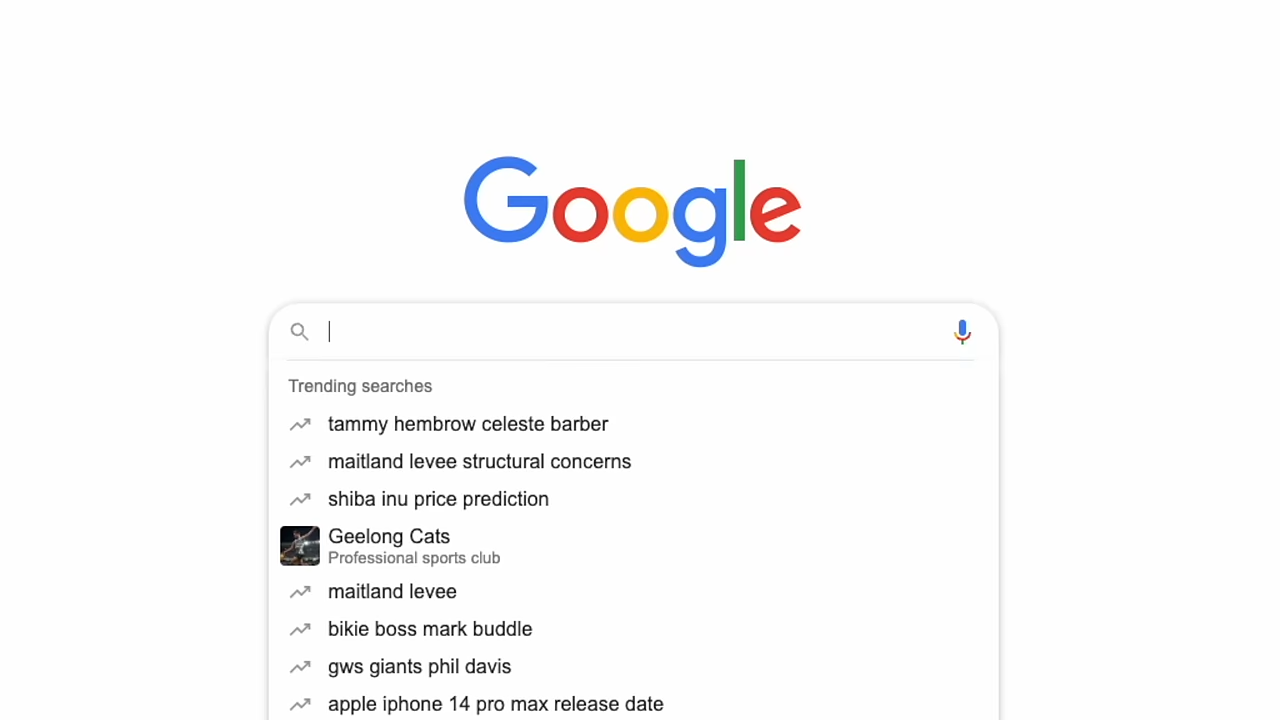 Google
Trending searches
tammy hembrow celeste barber
maitland levee structural concerns
shiba inu price prediction
Geelong Cats
Professional sports club
maitland levee
bikie boss mark buddle
gws giants phil davis
apple iphone 14 pro max release date